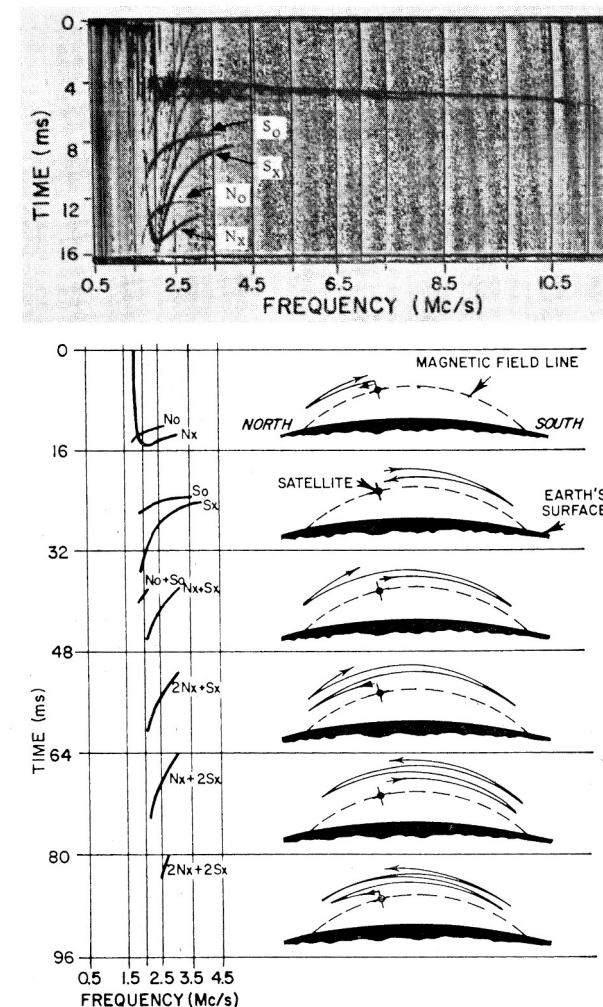 0
4
8
12
16
TIME (ms)
S₀
Sₓ
N₀
Nₓ
0.5 2.5 4.5 6.5 8.5 10.5
FREQUENCY (Mc/s)
0
16
32
48
64
80
96
TIME (ms)
No
Nx
MAGNETIC FIELD LINE
NORTH
SOUTH
So
Sx
SATELLITE
EARTH'S
SURFACE
No+So
Nx+Sx
2Nx+Sx
Nx+2Sx
2Nx+2Sx
0.5 1.5 2.5 3.5 4.5
FREQUENCY (Mc/s)